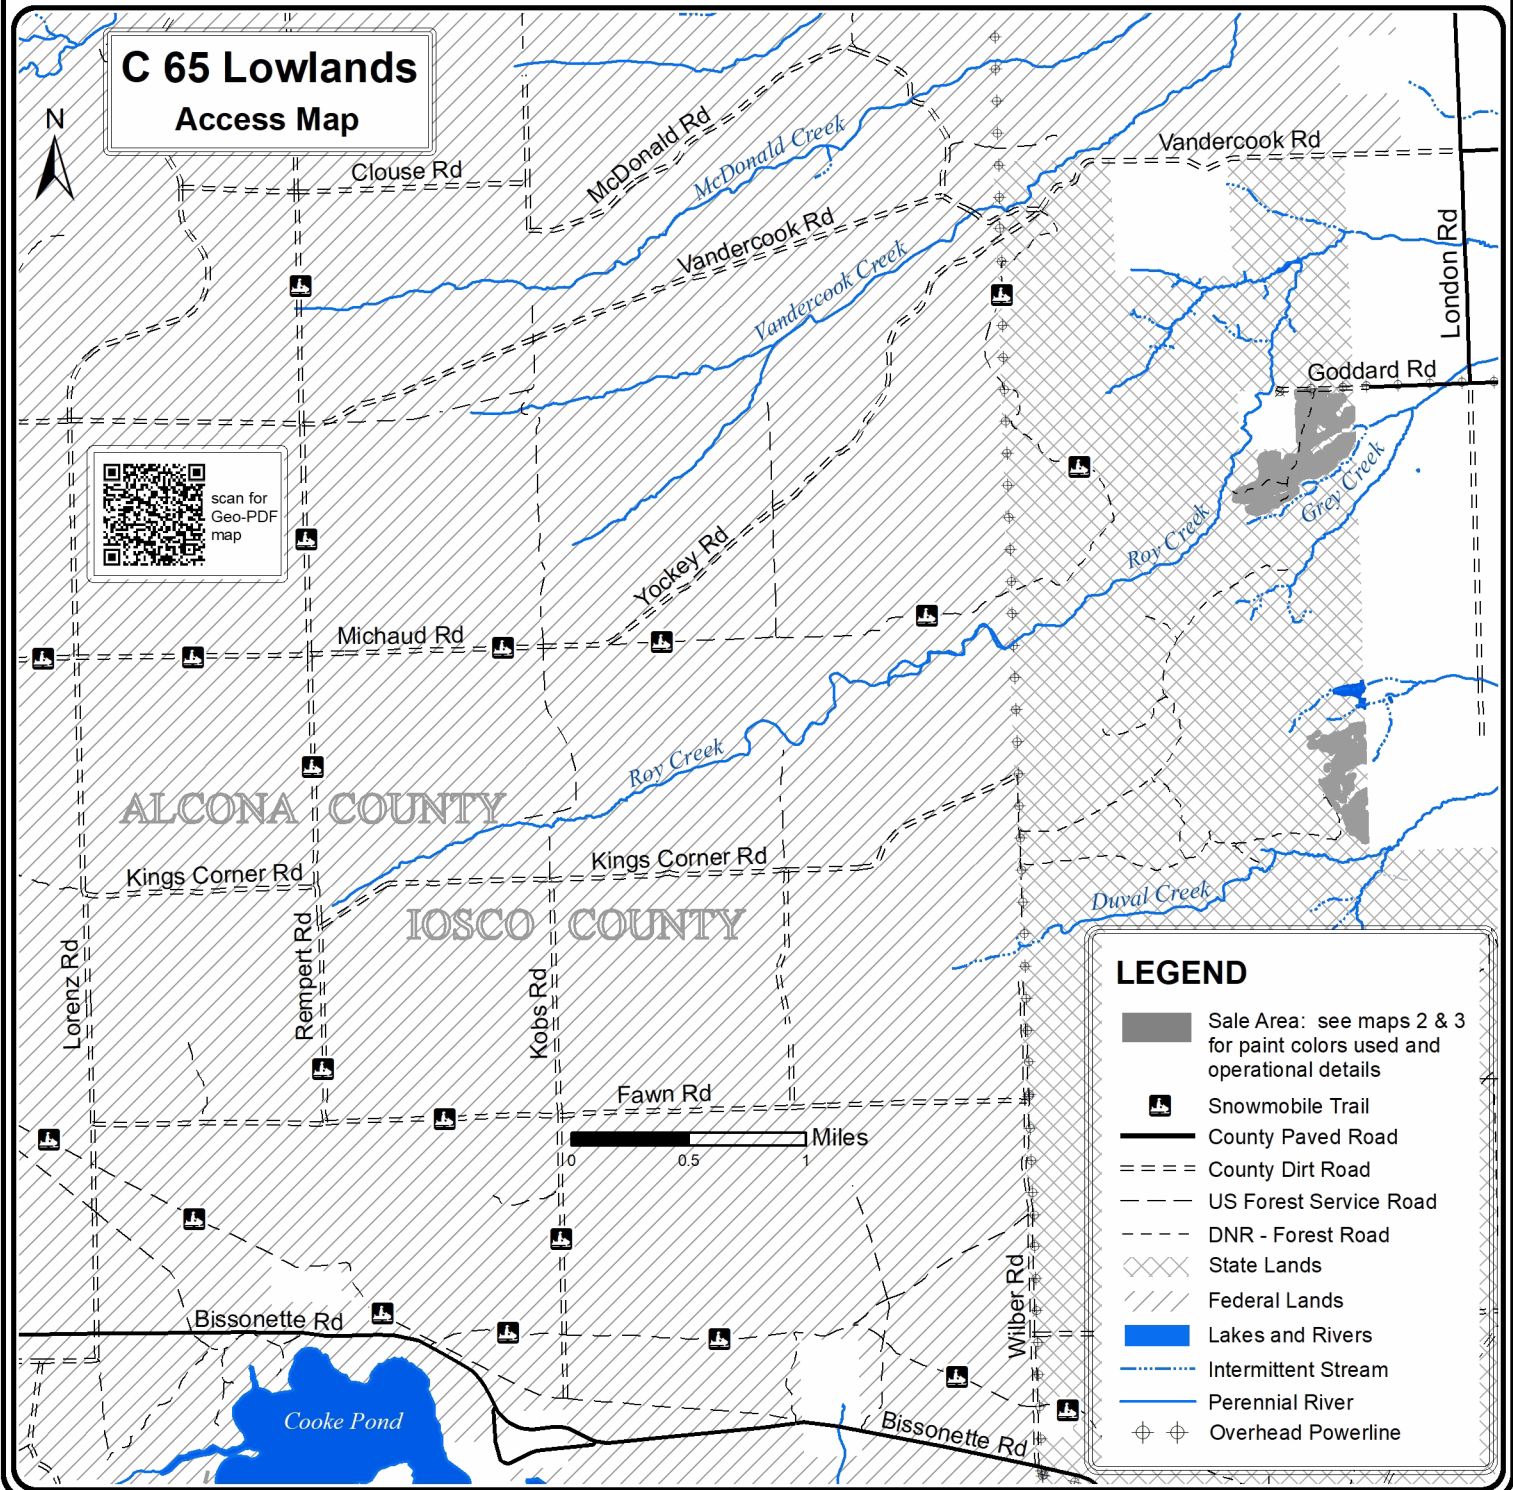 C 65 Lowlands
Access Map
N
Clouse Rd
McDonald Rd
McDonald Creek
Vandercook Rd
Vandercook Rd
Vandercook Creek
London Rd
Goddard Rd
scan for
Geo-PDF
map
Grey Creek
Roy Creek
Yockey Rd
Michaud Rd
Roy Creek
ALCONA COUNTY
Kings Corner Rd
Kings Corner Rd
Duval Creek
IOSCO COUNTY
Lorenz Rd
Rempert Rd
Kobs Rd
Fawn Rd
Miles
0 0.5 1
Wilber Rd
Bissonette Rd
Cooke Pond
Bissonette Rd
LEGEND
Sale Area: see maps 2 & 3
for paint colors used and
operational details
Snowmobile Trail
County Paved Road
County Dirt Road
US Forest Service Road
DNR - Forest Road
State Lands
Federal Lands
Lakes and Rivers
Intermittent Stream
Perennial River
Overhead Powerline